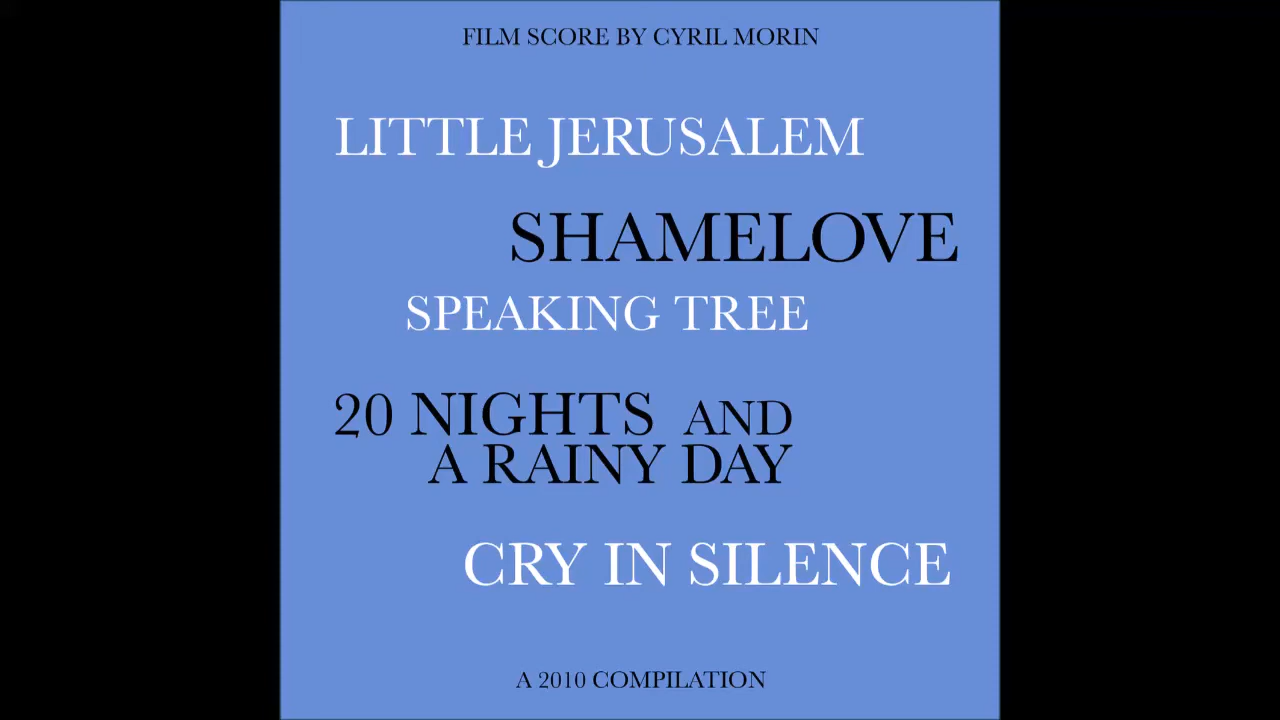 FILM SCORE BY CYRIL MORIN
LITTLE JERUSALEM
SHAMELOVE
SPEAKING TREE
20 NIGHTS AND
A RAINY DAY
CRY IN SILENCE
A 2010 COMPILATION